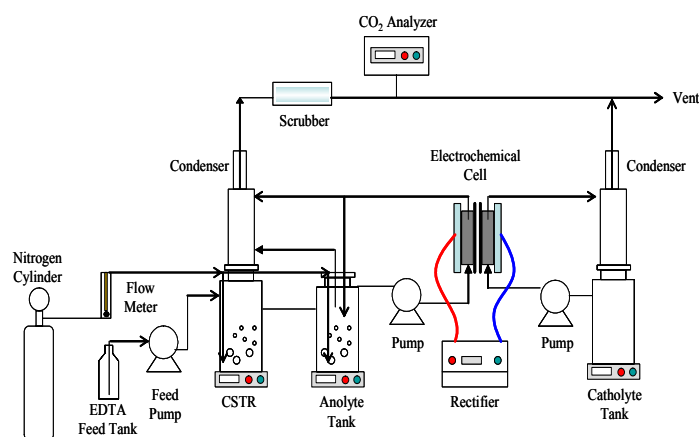 CO₂ Analyzer
Vent
Scrubber
Condenser
Electrochemical
Cell
Condenser
Nitrogen
Cylinder
Flow
Meter
Pump
Pump
EDTA
Feed Tank
Feed
Pump
CSTR
Anolyte
Tank
Rectifier
Catholyte
Tank